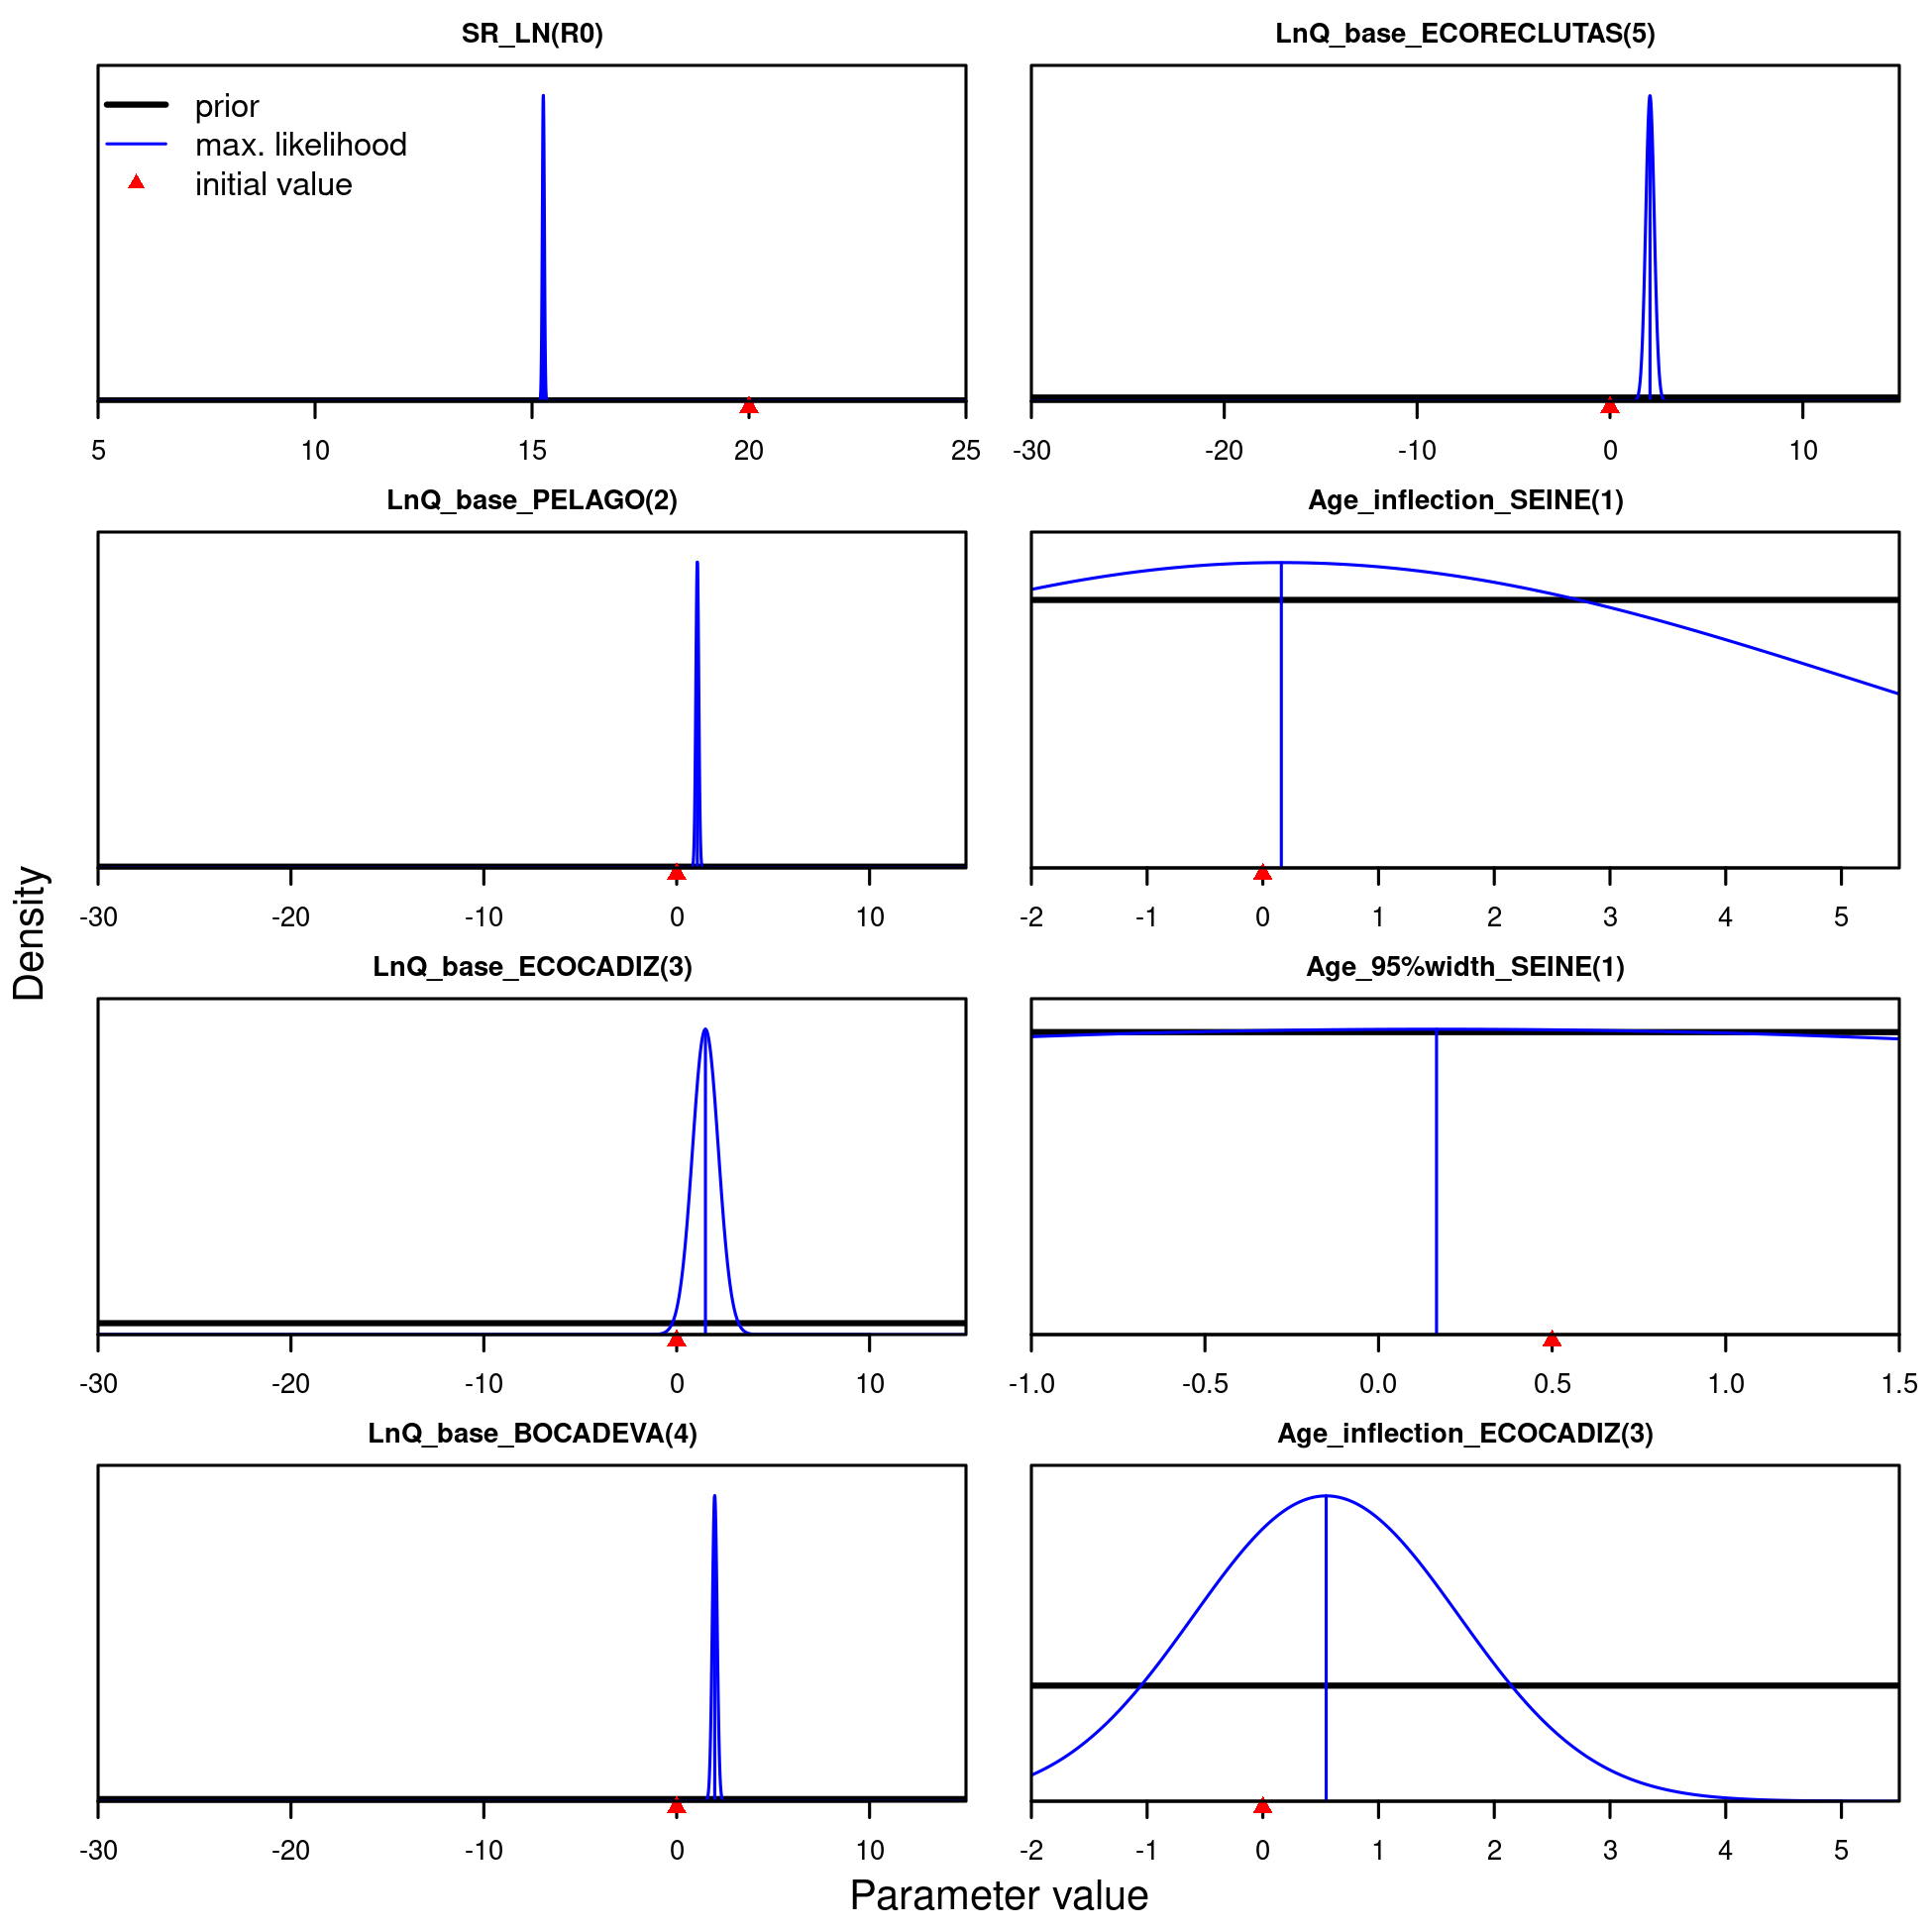 SR_LN(R0)
prior
max. likelihood
initial value
5 10 15 20 25
LnQ_base_ECORECLUTAS(5)
-30 -20 -10 0 10
LnQ_base_PELAGO(2)
-30 -20 -10 0 10
Age_inflection_SEINE(1)
-2 -1 0 1 2 3 4 5
LnQ_base_ECOCADIZ(3)
-30 -20 -10 0 10
Age_95%width_SEINE(1)
-1.0 -0.5 0.0 0.5 1.0 1.5
LnQ_base_BOCADEVA(4)
-30 -20 -10 0 10
Age_inflection_ECOCADIZ(3)
-2 -1 0 1 2 3 4 5
Density
Parameter value